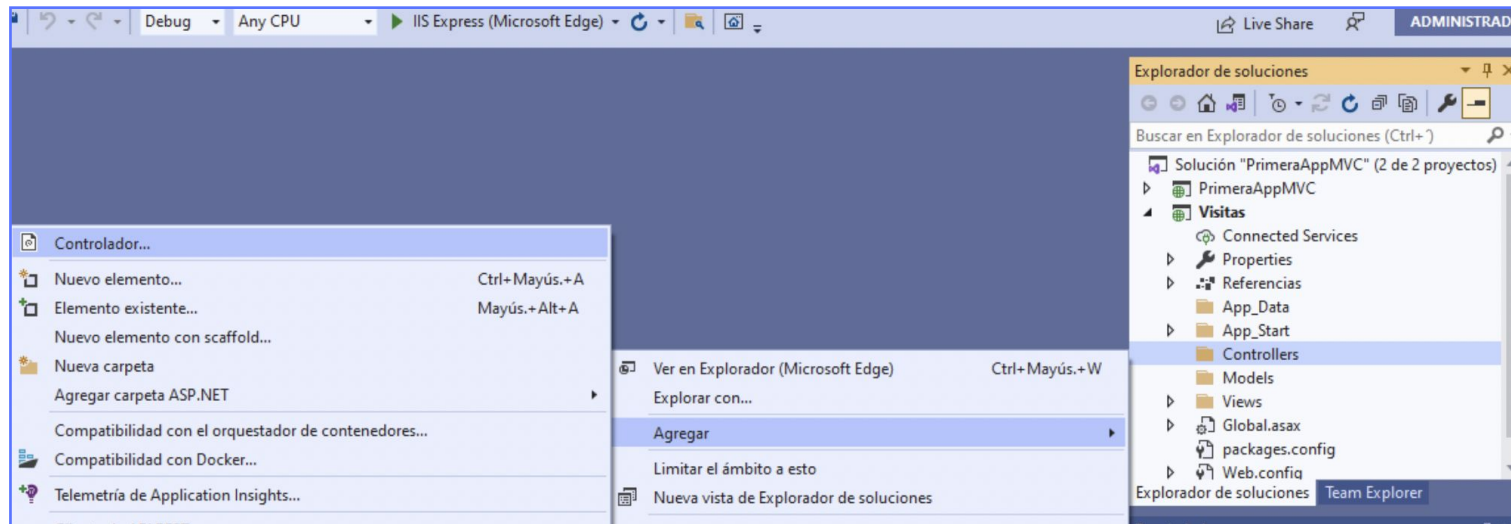 Debug Any CPU IIS Express (Microsoft Edge) Live Share ADMINISTRAD
Explorador de soluciones
Buscar en Explorador de soluciones (Ctrl+´)
Solución "PrimeraAppMVC" (2 de 2 proyectos)
PrimeraAppMVC
Visitas
Connected Services
Properties
Referencias
App_Data
App_Start
Controllers
Models
Views
Global.asax
packages.config
Web.config
Explorador de soluciones Team Explorer
Controlador...
Nuevo elemento... Ctrl+Mayús.+A
Elemento existente... Mayús.+Alt+A
Nuevo elemento con scaffold...
Nueva carpeta
Agregar carpeta ASP.NET
Compatibilidad con el orquestador de contenedores...
Compatibilidad con Docker...
Telemetría de Application Insights...
Ver en Explorador (Microsoft Edge) Ctrl+Mayús.+W
Explorar con...
Agregar
Limitar el ámbito a esto
Nueva vista de Explorador de soluciones